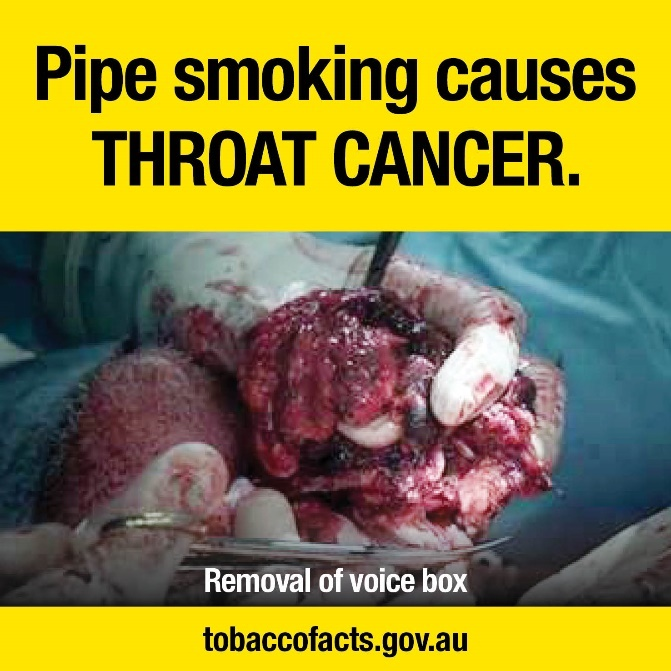 Pipe smoking causes
THROAT CANCER.
Removal of voice box
tobaccofacts.gov.au